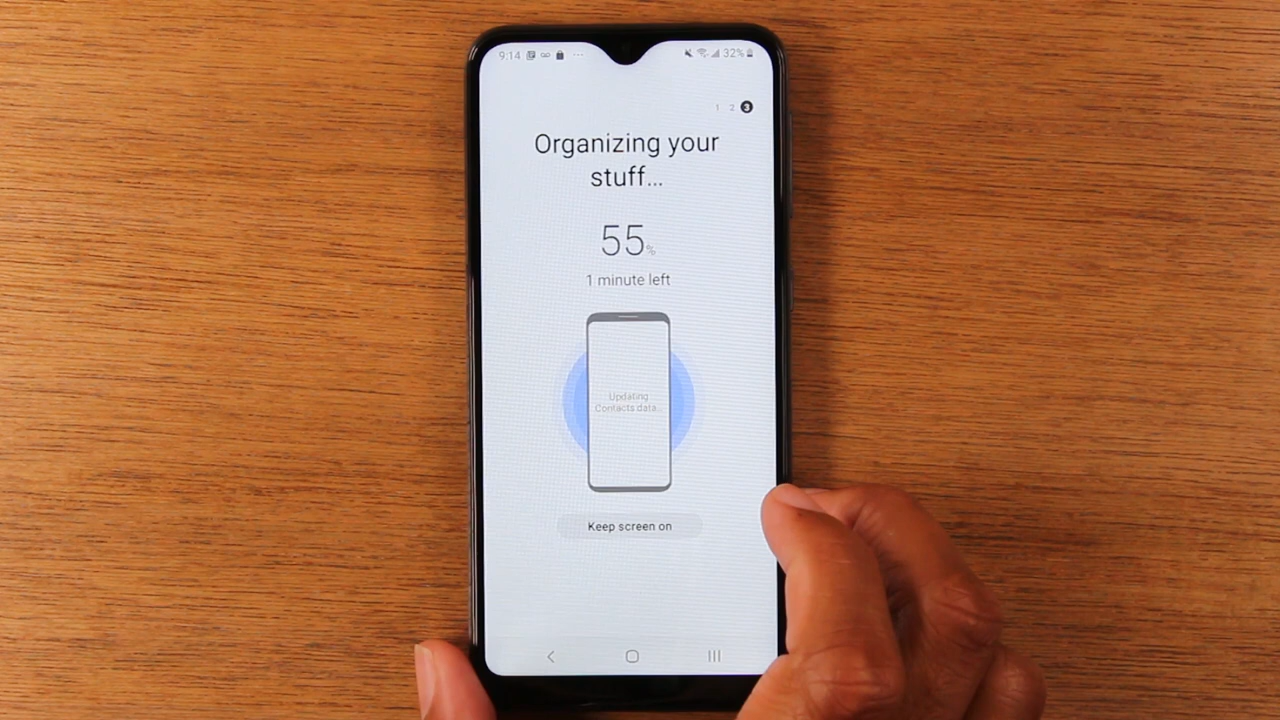 9:14 32%
1 2 3
Organizing your
stuff...
55%
1 minute left
Updating
Contacts data...
Keep screen on